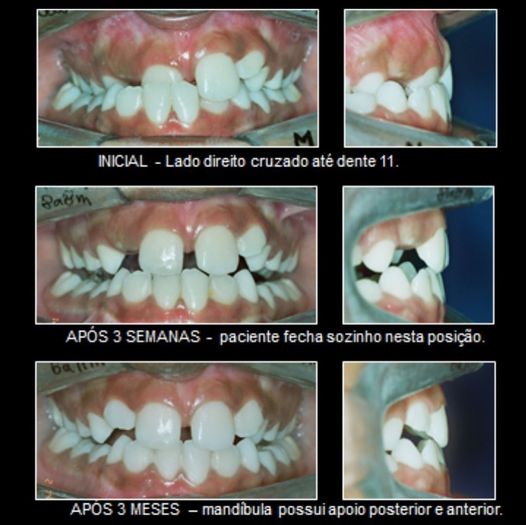 M
INICIAL - Lado direito cruzado até dente 11.
8a8m
APÓS 3 SEMANAS - paciente fecha sozinho nesta posição.
APÓS 3 MESES – mandíbula possui apoio posterior e anterior.